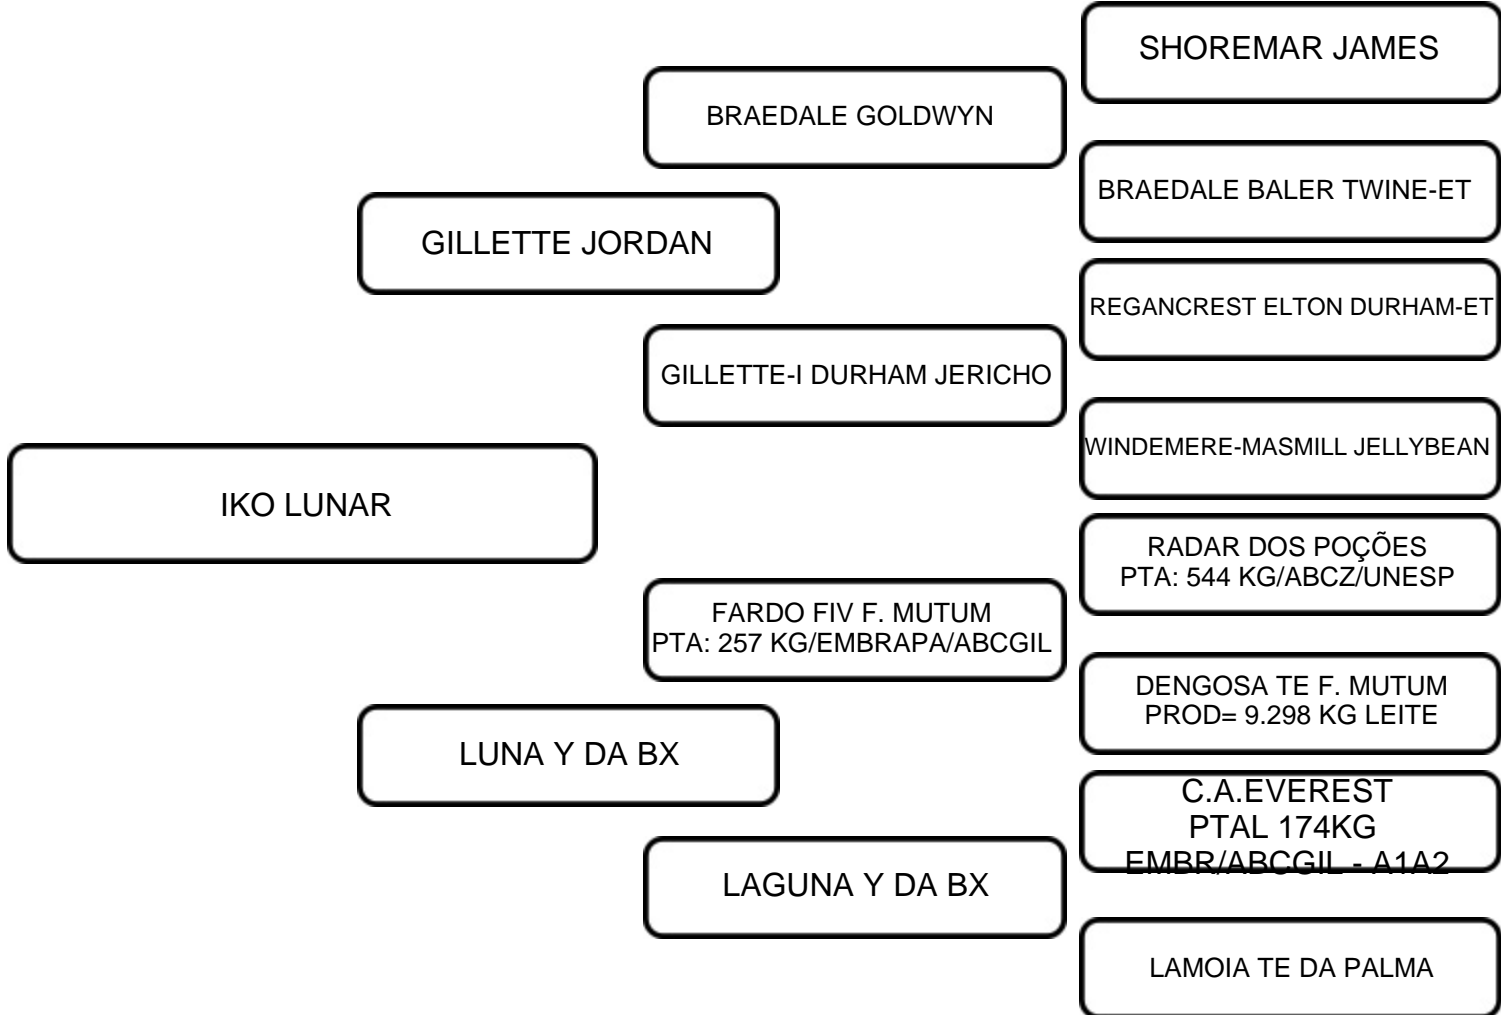 SHOREMAR JAMES
BRAEDALE GOLDWYN
BRAEDALE BALER TWINE-ET
GILLETTE JORDAN
REGANCREST ELTON DURHAM-ET
GILLETTE-I DURHAM JERICHO
WINDEMERE-MASMILL JELLYBEAN
IKO LUNAR
RADAR DOS POÇÕES
PTA: 544 KG/ABCZ/UNESP
FARDO FIV F. MUTUM
PTA: 257 KG/EMBRAPA/ABCGIL
DENGOSA TE F. MUTUM
PROD= 9.298 KG LEITE
LUNA Y DA BX
C.A.EVEREST
PTAL 174KG
EMBR/ABCGIL - A1A2
LAGUNA Y DA BX
LAMOIA TE DA PALMA